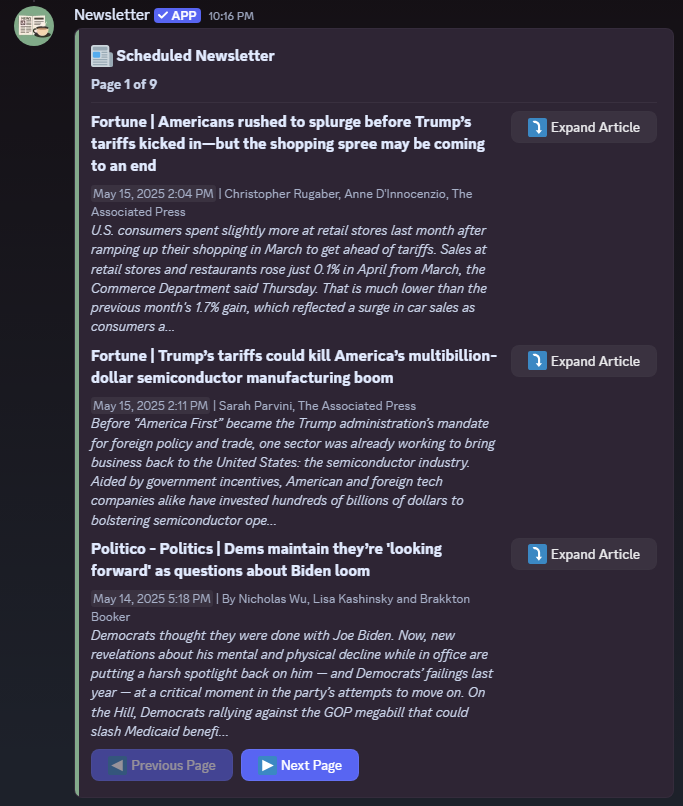 Newsletter ✓ APP 10:16 PM
📰 Scheduled Newsletter
Page 1 of 9
Fortune | Americans rushed to splurge before Trump’s
tariffs kicked in—but the shopping spree may be coming
to an end
⤵ Expand Article
May 15, 2025 2:04 PM | Christopher Rugaber, Anne D'Innocenzio, The
Associated Press
U.S. consumers spent slightly more at retail stores last month after
ramping up their shopping in March to get ahead of tariffs. Sales at
retail stores and restaurants rose just 0.1% in April from March, the
Commerce Department said Thursday. That is much lower than the
previous month’s 1.7% gain, which reflected a surge in car sales as
consumers a...
Fortune | Trump’s tariffs could kill America’s multibillion-
dollar semiconductor manufacturing boom
⤵ Expand Article
May 15, 2025 2:11 PM | Sarah Parvini, The Associated Press
Before “America First” became the Trump administration’s mandate
for foreign policy and trade, one sector was already working to bring
business back to the United States: the semiconductor industry.
Aided by government incentives, American and foreign tech
companies alike have invested hundreds of billions of dollars to
bolstering semiconductor ope...
Politico - Politics | Dems maintain they’re 'looking
forward' as questions about Biden loom
⤵ Expand Article
May 14, 2025 5:18 PM | By Nicholas Wu, Lisa Kashinsky and Brakkton
Booker
Democrats thought they were done with Joe Biden. Now, new
revelations about his mental and physical decline while in office are
putting a harsh spotlight back on him — and Democrats’ failings last
year — at a critical moment in the party’s attempts to move on. On
the Hill, Democrats rallying against the GOP megabill that could
slash Medicaid benefi...
◀ Previous Page
▶ Next Page